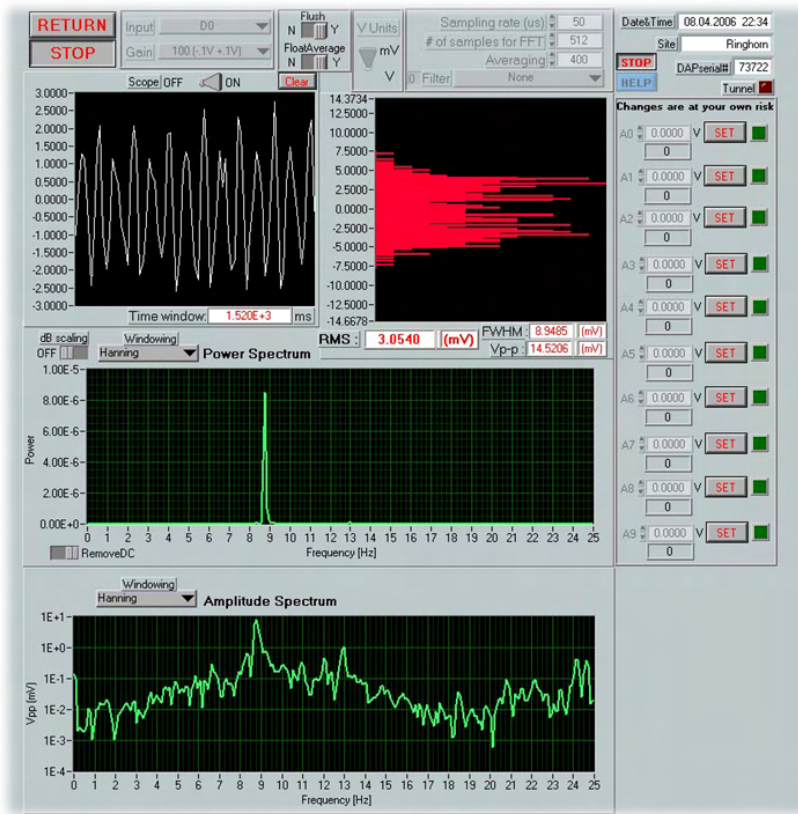 RETURN
STOP
Input D0
Gain 100 (-.1V +.1V)
Flush
N Y
FloatAverage
N Y
V Units
mV
V
Sampling rate (us) 50
# of samples for FFT 512
Averaging 400
0 Filter None
Date&Time 08.04.2006 22:34
Site Ringhorn
STOP DAPserial# 73722
HELP
Tunnel
Changes are at your own risk
Scope OFF ON Clear
3.0000
2.5000
2.0000
1.5000
1.0000
0.5000
0.0000
-0.5000
-1.0000
-1.5000
-2.0000
-2.5000
-3.0000
Time window: 1.520E+3 ms
14.3734
12.5000
10.0000
7.5000
5.0000
2.5000
0.0000
-2.5000
-5.0000
-7.5000
-10.0000
-12.5000
-14.6678
RMS : 3.0540 (mV)
FWHM : 8.9485 (mV)
Vp-p : 14.5206 (mV)
A0 0.0000 V SET
0
A1 0.0000 V SET
0
A2 0.0000 V SET
0
A3 0.0000 V SET
0
A4 0.0000 V SET
0
A5 0.0000 V SET
0
A6 0.0000 V SET
0
A7 0.0000 V SET
0
A8 0.0000 V SET
0
A9 0.0000 V SET
0
dB scaling
OFF
Windowing
Hanning
Power Spectrum
1.00E-5
8.00E-6
6.00E-6
4.00E-6
2.00E-6
0.00E+0
Power
0 1 2 3 4 5 6 7 8 9 10 11 12 13 14 15 16 17 18 19 20 21 22 23 24 25
Frequency [Hz]
RemoveDC
Windowing
Hanning
Amplitude Spectrum
1E+1
1E+0
1E-1
1E-2
1E-3
1E-4
Vpp [mV]
0 1 2 3 4 5 6 7 8 9 10 11 12 13 14 15 16 17 18 19 20 21 22 23 24 25
Frequency [Hz]